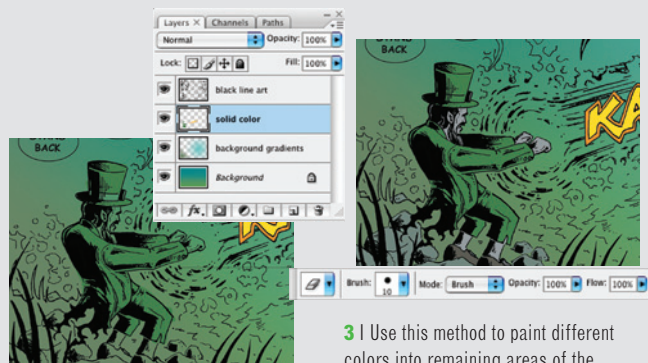 Layers X Channels Paths
Normal Opacity: 100%
Lock: Fill: 100%
black line art
solid color
background gradients
Background
fx.
BACK
KA
BACK
Brush: 10 Mode: Brush Opacity: 100% Flow: 100%
3 | Use this method to paint different
colors into remaining areas of the